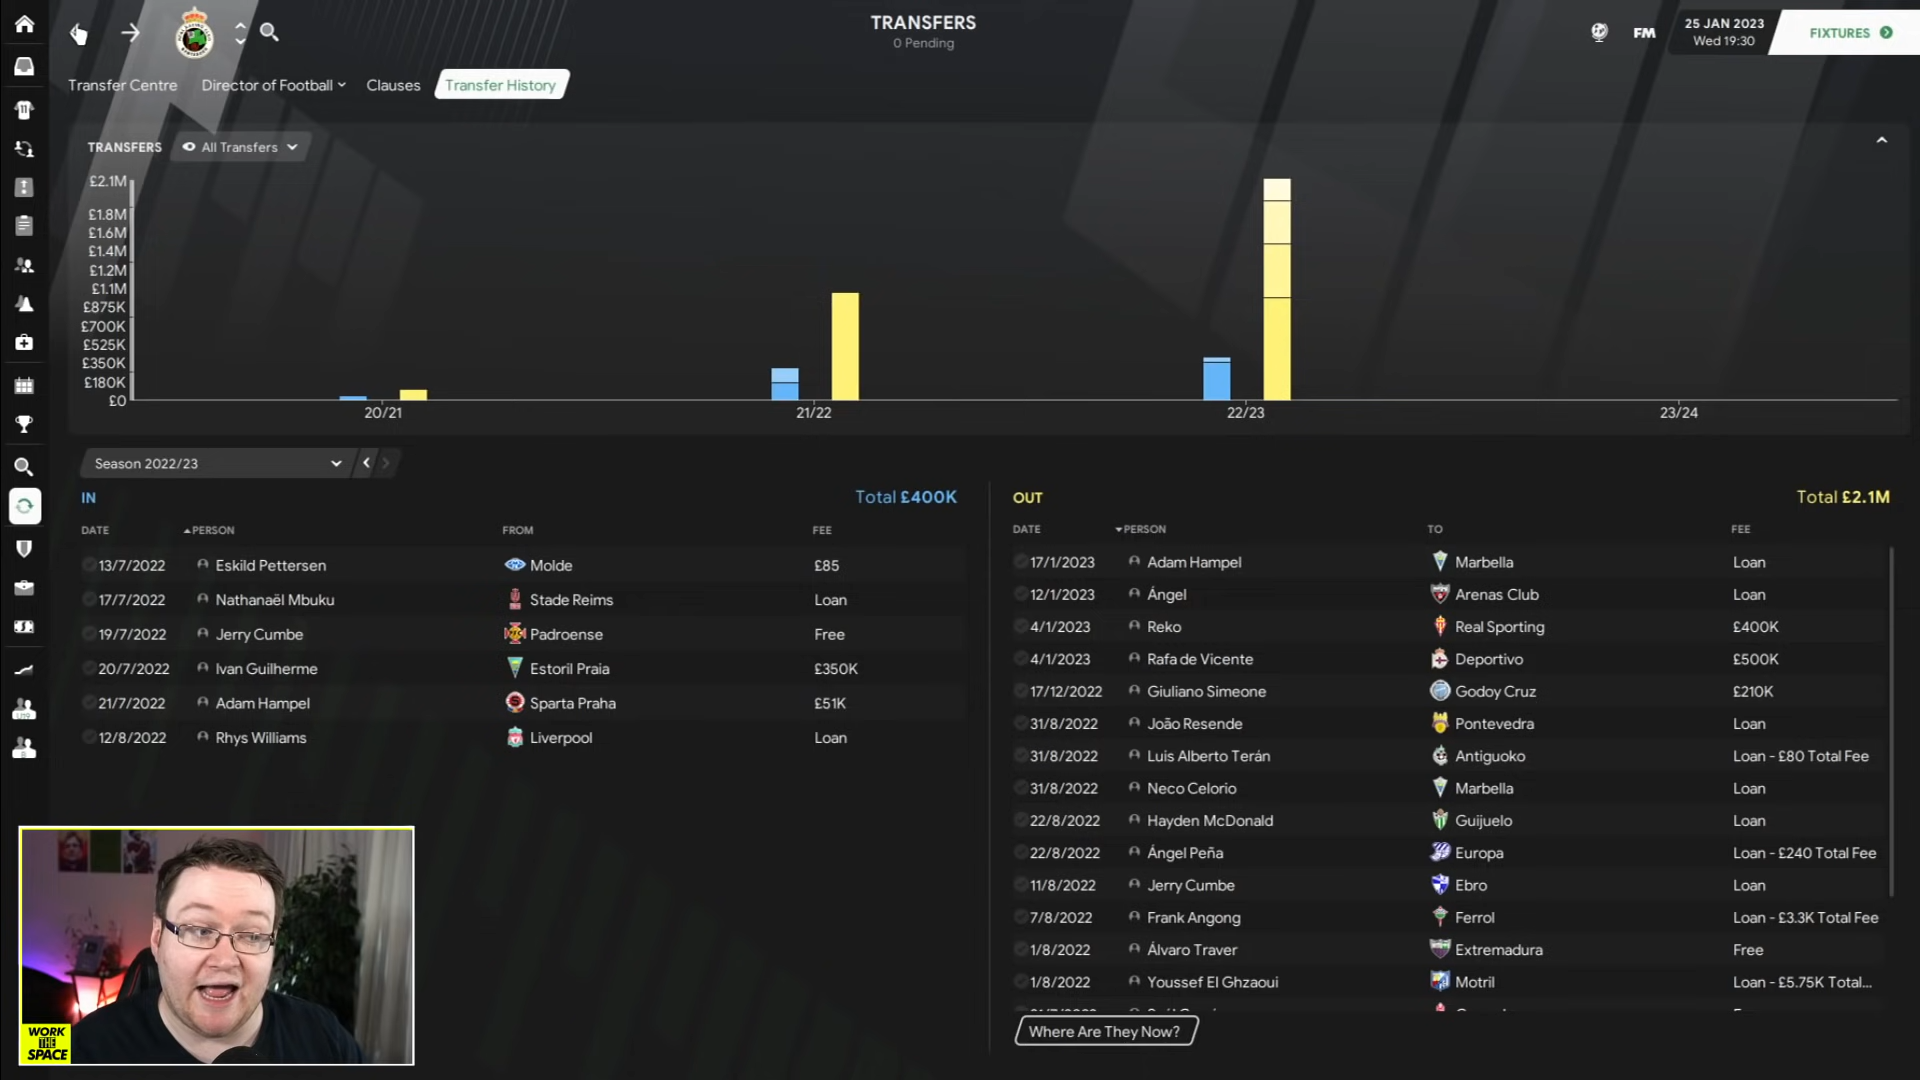 TRANSFERS
0 Pending
FM
25 JAN 2023
Wed 19:30
FIXTURES
Transfer Centre
Director of Football
Clauses
Transfer History
TRANSFERS
All Transfers
£2.1M
£1.8M
£1.6M
£1.4M
£1.2M
£1.1M
£875K
£700K
£525K
£350K
£180K
£0
20/21
21/22
22/23
23/24
Season 2022/23
IN
Total £400K
DATE PERSON FROM FEE
13/7/2022 Eskild Pettersen Molde £85
17/7/2022 Nathanaël Mbuku Stade Reims Loan
19/7/2022 Jerry Cumbe Padroense Free
20/7/2022 Ivan Guilherme Estoril Praia £350K
21/7/2022 Adam Hampel Sparta Praha £51K
12/8/2022 Rhys Williams Liverpool Loan
OUT
Total £2.1M
DATE PERSON TO FEE
17/1/2023 Adam Hampel Marbella Loan
12/1/2023 Ángel Arenas Club Loan
4/1/2023 Reko Real Sporting £400K
4/1/2023 Rafa de Vicente Deportivo £500K
17/12/2022 Giuliano Simeone Godoy Cruz £210K
31/8/2022 João Resende Pontevedra Loan
31/8/2022 Luis Alberto Terán Antiguoko Loan - £80 Total Fee
31/8/2022 Neco Celorio Marbella Loan
22/8/2022 Hayden McDonald Guijuelo Loan
22/8/2022 Ángel Peña Europa Loan - £240 Total Fee
11/8/2022 Jerry Cumbe Ebro Loan
7/8/2022 Frank Angong Ferrol Loan - £3.3K Total Fee
1/8/2022 Álvaro Traver Extremadura Free
1/8/2022 Youssef El Ghzaoui Motril Loan - £5.75K Total...
Where Are They Now?
WORK
THE
SPACE